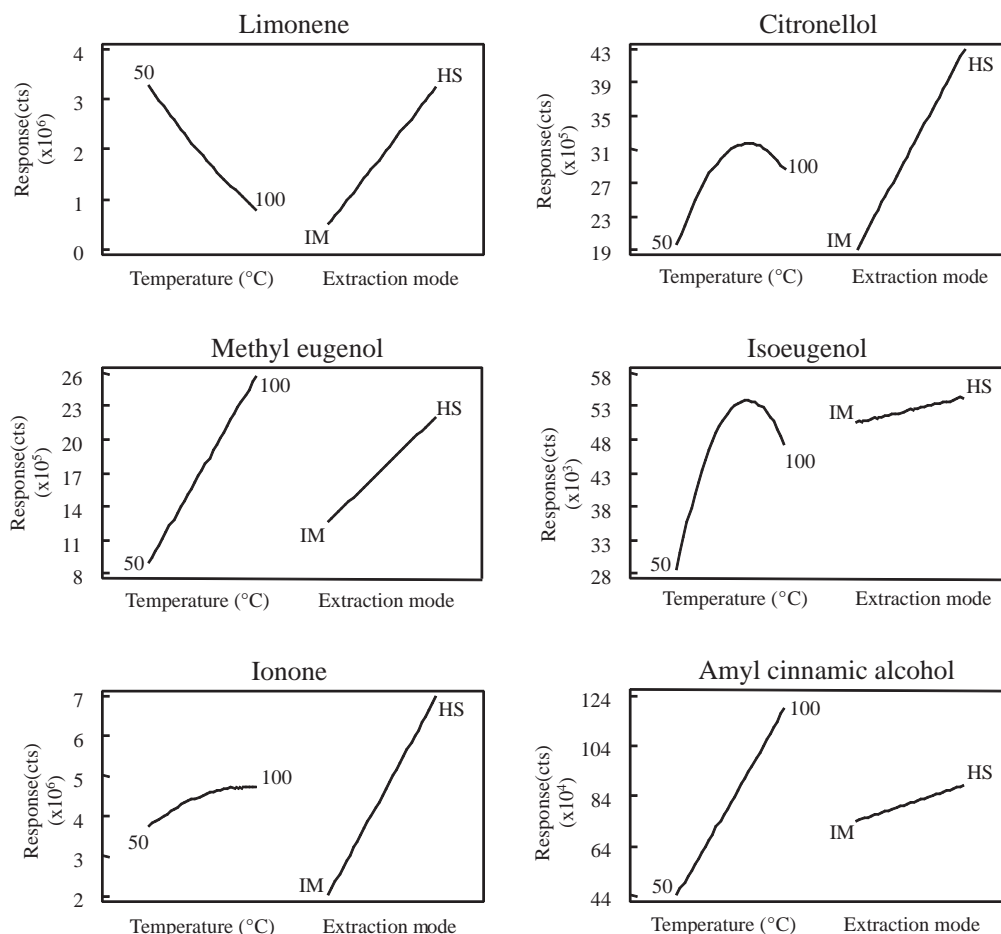 Limonene
Response(cts)
(x10⁶)
4
3
2
1
0
50
100
IM
HS
Temperature (°C)
Extraction mode
Citronellol
Response(cts)
(x10⁵)
43
39
35
31
27
23
19
50
100
IM
HS
Temperature (°C)
Extraction mode
Methyl eugenol
Response(cts)
(x10⁵)
26
23
20
17
14
11
8
50
100
IM
HS
Temperature (°C)
Extraction mode
Isoeugenol
Response(cts)
(x10³)
58
53
48
43
38
33
28
50
100
IM
HS
Temperature (°C)
Extraction mode
Ionone
Response(cts)
(x10⁶)
7
6
5
4
3
2
50
100
IM
HS
Temperature (°C)
Extraction mode
Amyl cinnamic alcohol
Response(cts)
(x10⁴)
124
104
84
64
44
50
100
IM
HS
Temperature (°C)
Extraction mode